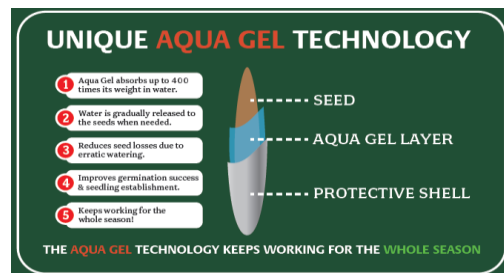 UNIQUE AQUA GEL TECHNOLOGY
1 Aqua Gel absorbs up to 400
times its weight in water.
2 Water is gradually released to
the seeds when needed.
3 Reduces seed losses due to
erratic watering.
4 Improves germination success
& seedling establishment.
5 Keeps working for the
whole season!
SEED
AQUA GEL LAYER
PROTECTIVE SHELL
THE AQUA GEL TECHNOLOGY KEEPS WORKING FOR THE WHOLE SEASON